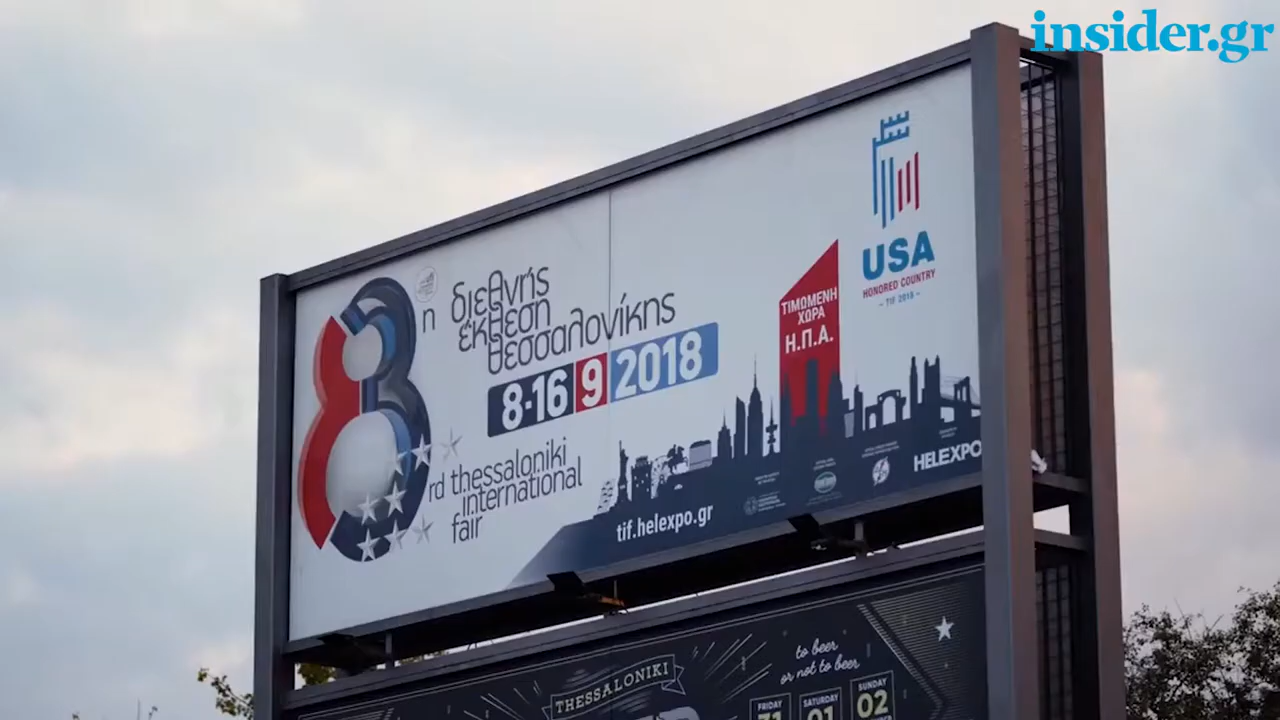 insider.gr
83
η διεθνής
έκθεση
θεσσαλονίκης
8-16 9 2018
rd thessaloniki
international
fair
ΤΙΜΩΜΕΝΗ
ΧΩΡΑ
Η.Π.Α.
USA
HONORED COUNTRY
– TIF 2018 –
tif.helexpo.gr
HELEXPO
THESSALONIKI
to beer
or not to beer
FRIDAY SATURDAY SUNDAY
31 01 02